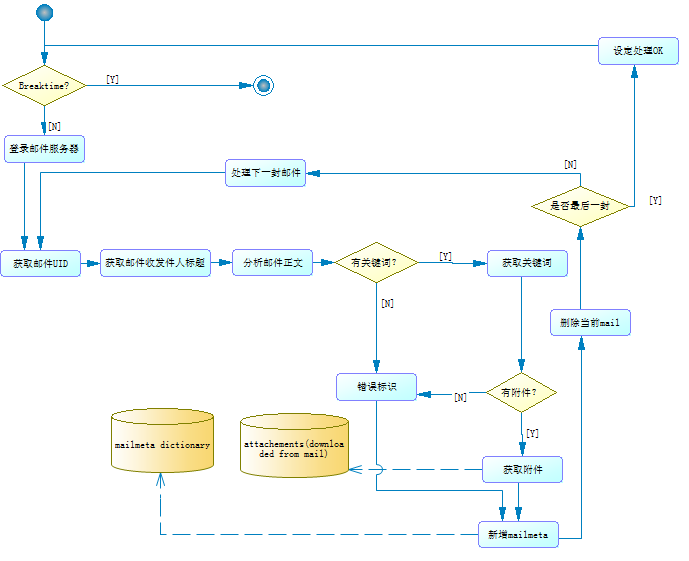 设定处理OK
Breaktime?
[Y]
[N]
登录邮件服务器
[N]
处理下一封邮件
是否最后一封
[Y]
获取邮件UID
获取邮件收发件人标题
分析邮件正文
有关键词?
[Y]
获取关键词
[N]
删除当前mail
错误标识
有附件?
[N]
[Y]
mailmeta dictionary
attachements(downloa
ded from mail)
获取附件
新增mailmeta